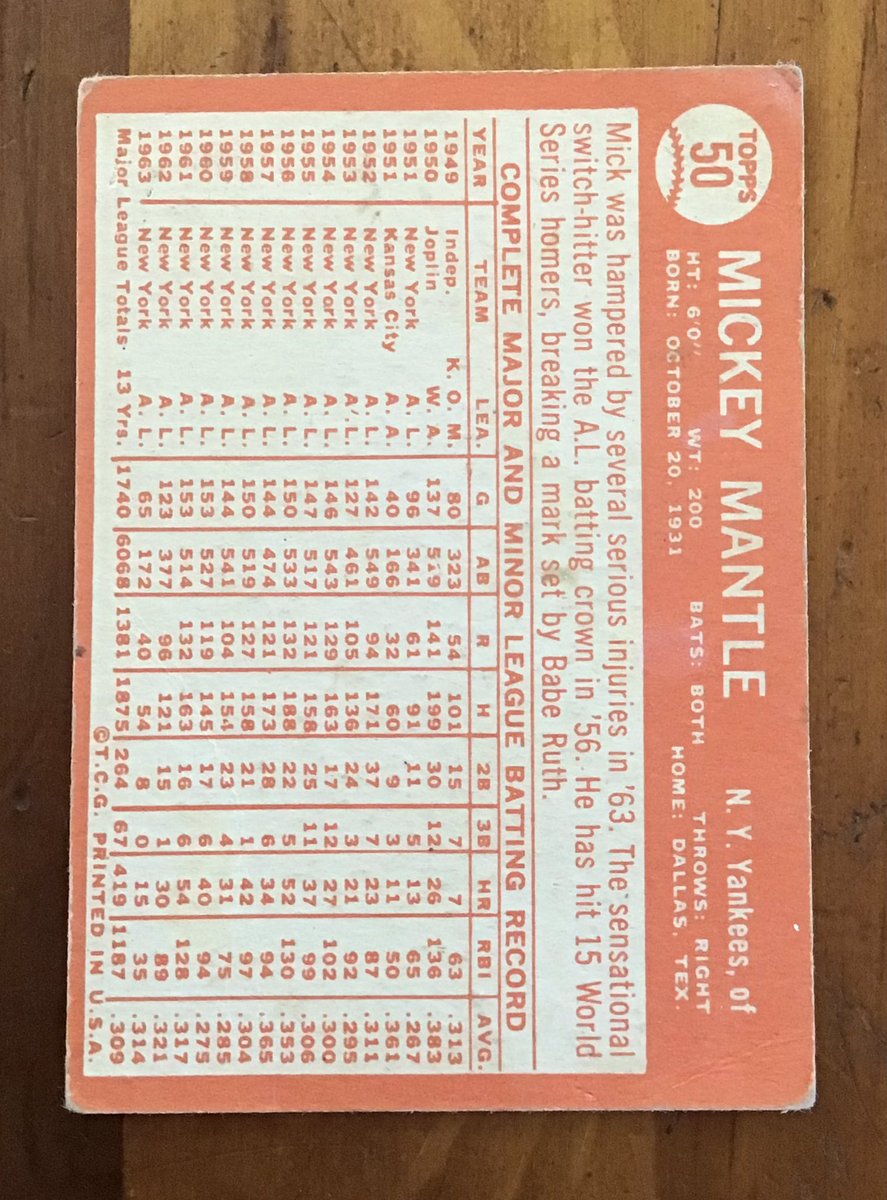 TOPPS
50
MICKEY MANTLE N. Y. Yankees, of
HT: 6'0" WT: 200 BATS: BOTH THROWS: RIGHT
BORN: OCTOBER 20, 1931 HOME: DALLAS, TEX.
Mick was hampered by several serious injuries in '63. The sensational
switch-hitter won the A.L. batting crown in '56. He has hit 15 World
Series homers, breaking a mark set by Babe Ruth.
COMPLETE MAJOR AND MINOR LEAGUE BATTING RECORD
YEAR TEAM LEA. G AB R H 2B 3B HR RBI AVG.
1949 Indep. K. O. M. 80 323 54 101 15 7 7 63 .313
1950 Joplin W. A. 137 519 141 199 30 12 26 136 .383
1951 New York A. L. 96 341 61 91 11 5 13 65 .267
1951 Kansas City A. A. 40 166 32 60 9 3 11 50 .361
1952 New York A. L. 142 549 94 171 37 7 23 87 .311
1953 New York A. L. 127 461 105 136 24 3 21 92 .295
1954 New York A. L. 146 543 129 163 17 12 27 102 .300
1955 New York A. L. 147 517 121 158 25 11 37 99 .306
1956 New York A. L. 150 533 132 188 22 5 52 130 .353
1957 New York A. L. 144 474 121 173 28 6 34 94 .365
1958 New York A. L. 150 519 127 158 21 1 42 97 .304
1959 New York A. L. 144 541 104 154 23 4 31 75 .285
1960 New York A. L. 153 527 119 145 17 6 40 94 .275
1961 New York A. L. 153 514 132 163 16 6 54 128 .317
1962 New York A. L. 123 377 96 121 15 1 30 89 .321
1963 New York A. L. 65 172 40 54 8 0 15 35 .314
Major League Totals 13 Yrs. 1740 6068 1381 1875 264 67 419 1187 .309
©T.C.G. PRINTED IN U.S.A.